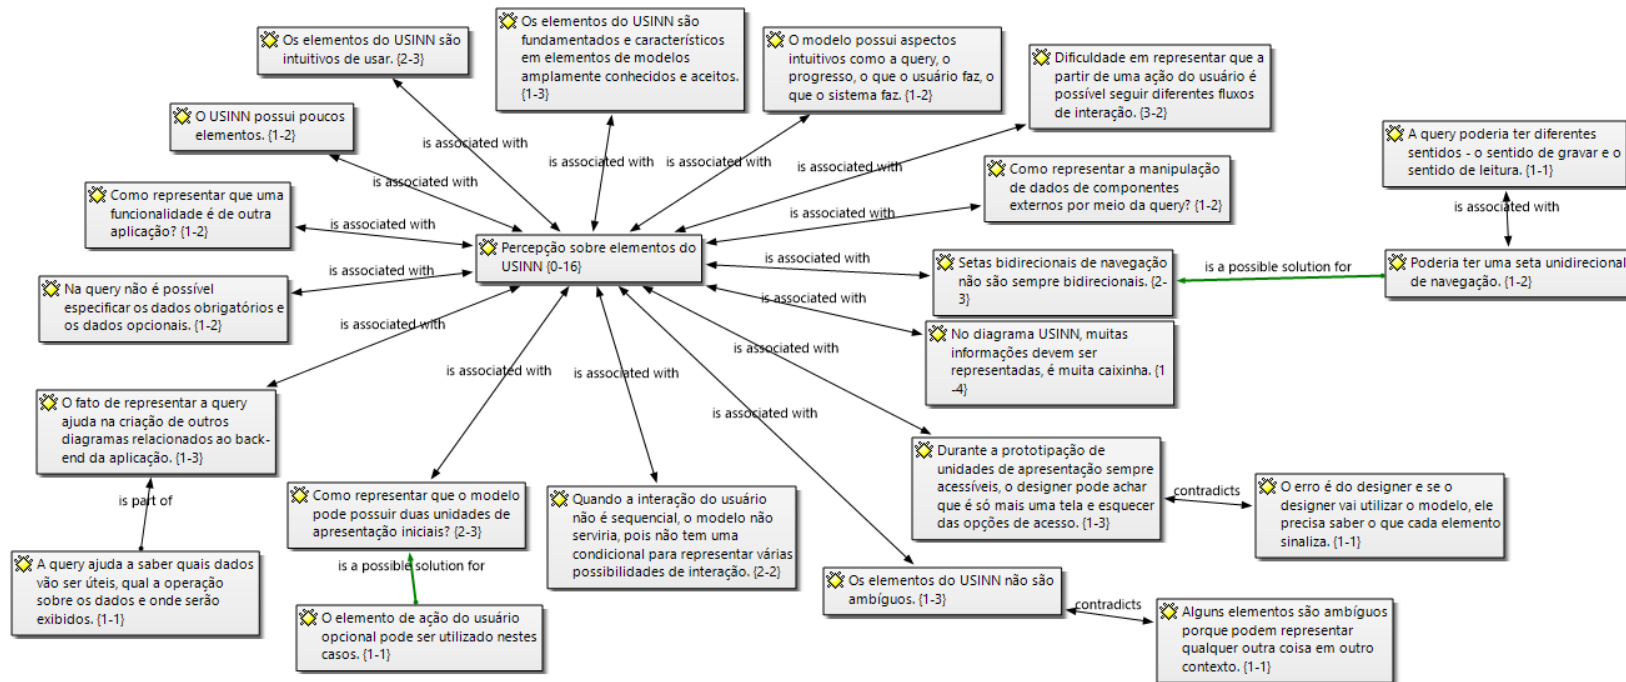 Os elementos do USINN são
intuitivos de usar. {2-3}
Os elementos do USINN são
fundamentados e característicos
em elementos de modelos
amplamente conhecidos e aceitos.
{1-3}
O modelo possui aspectos
intuitivos como a query, o
progresso, o que o usuário faz, o
que o sistema faz. {1-2}
Dificuldade em representar que a
partir de uma ação do usuário é
possível seguir diferentes fluxos
de interação. {3-2}
O USINN possui poucos
elementos. {1-2}
A query poderia ter diferentes
sentidos - o sentido de gravar e o
sentido de leitura. {1-1}
is associated with
is associated with
is associated with
is associated with
is associated with
Como representar a manipulação
de dados de componentes
externos por meio da query? {1-2}
Como representar que uma
funcionalidade é de outra
aplicação? {1-2}
is associated with
is associated with
is associated with
Percepção sobre elementos do
USINN {0-16}
is associated with
Setas bidirecionais de navegação
não são sempre bidirecionais. {2-
3}
is a possible solution for
Poderia ter uma seta unidirecional
de navegação. {1-2}
is associated with
Na query não é possível
especificar os dados obrigatórios e
os dados opcionais. {1-2}
is associated with
is associated with
No diagrama USINN, muitas
informações devem ser
representadas, é muita caixinha. {1
-4}
is associated with
is associated with
is associated with
is associated with
O fato de representar a query
ajuda na criação de outros
diagramas relacionados ao back-
end da aplicação. {1-3}
is associated with
Durante a prototipação de
unidades de apresentação sempre
acessíveis, o designer pode achar
que é só mais uma tela e esquecer
das opções de acesso. {1-3}
contradicts
O erro é do designer e se o
designer vai utilizar o modelo, ele
precisa saber o que cada elemento
sinaliza. {1-1}
is part of
Como representar que o modelo
pode possuir duas unidades de
apresentação iniciais? {2-3}
Quando a interação do usuário
não é sequencial, o modelo não
serviria, pois não tem uma
condicional para representar várias
possibilidades de interação. {2-2}
A query ajuda a saber quais dados
vão ser úteis, qual a operação
sobre os dados e onde serão
exibidos. {1-1}
is a possible solution for
O elemento de ação do usuário
opcional pode ser utilizado nestes
casos. {1-1}
Os elementos do USINN não são
ambíguos. {1-3}
contradicts
Alguns elementos são ambíguos
porque podem representar
qualquer outra coisa em outro
contexto. {1-1}